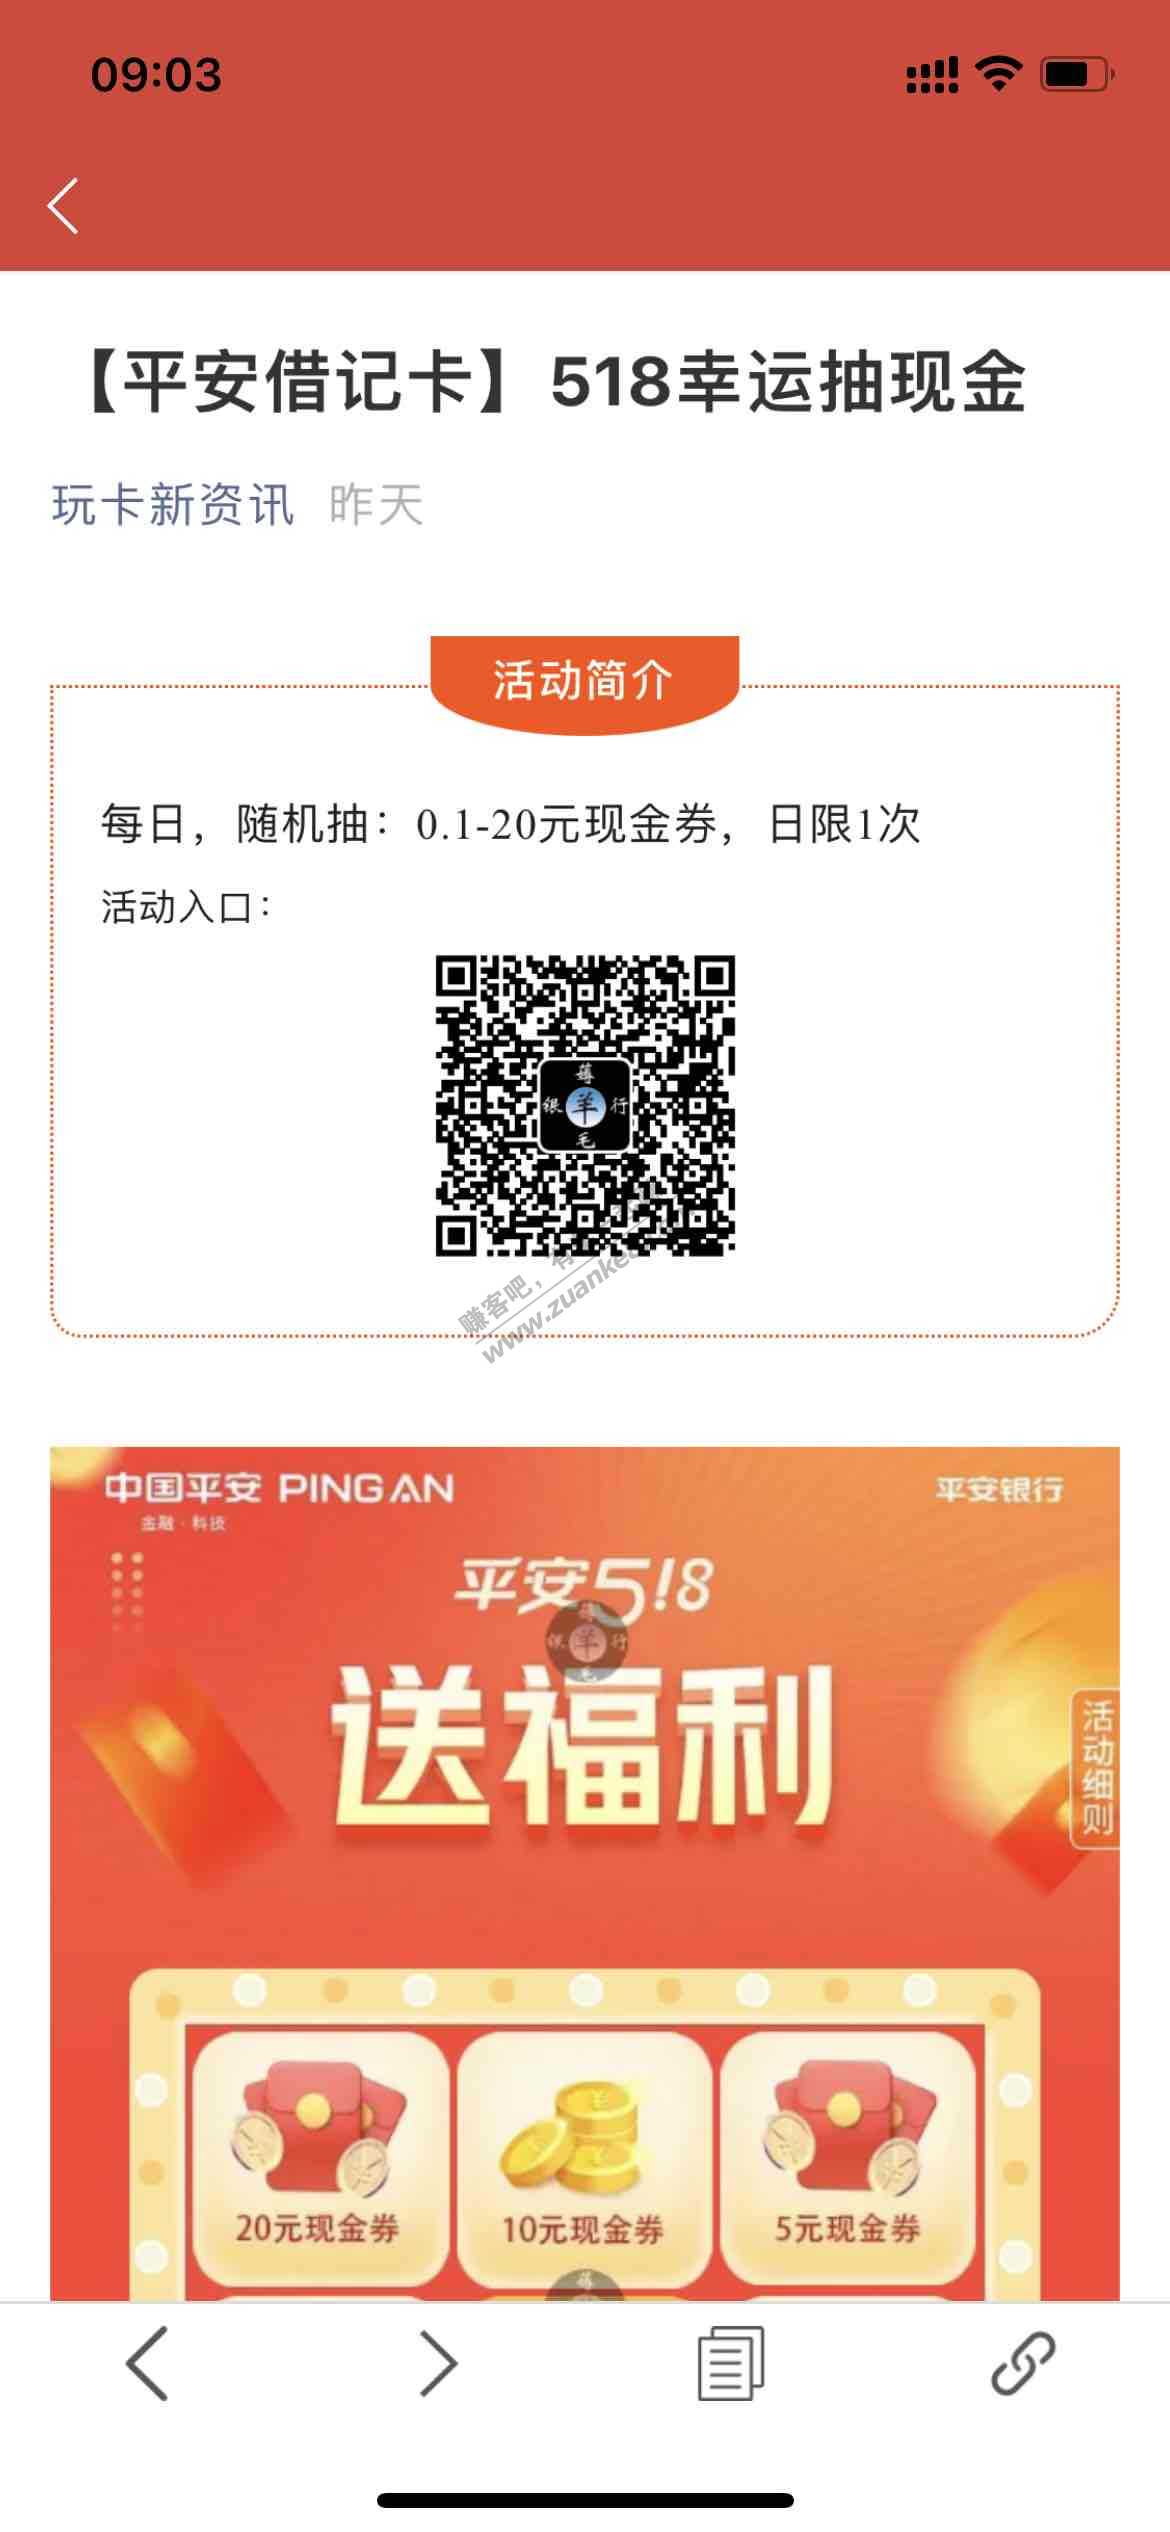 09:03
【平安借记卡】518幸运抽现金
玩卡新资讯 昨天
活动简介
每日，随机抽：0.1-20元现金券，日限1次
活动入口：
薅
银 羊 行
毛
赚客吧，有
www.zuanke
中国平安 PING AN
平安银行
金融·科技
平安5!8
薅
银 羊 行
毛
送福利
活动细则
20元现金券
10元现金券
5元现金券
薅